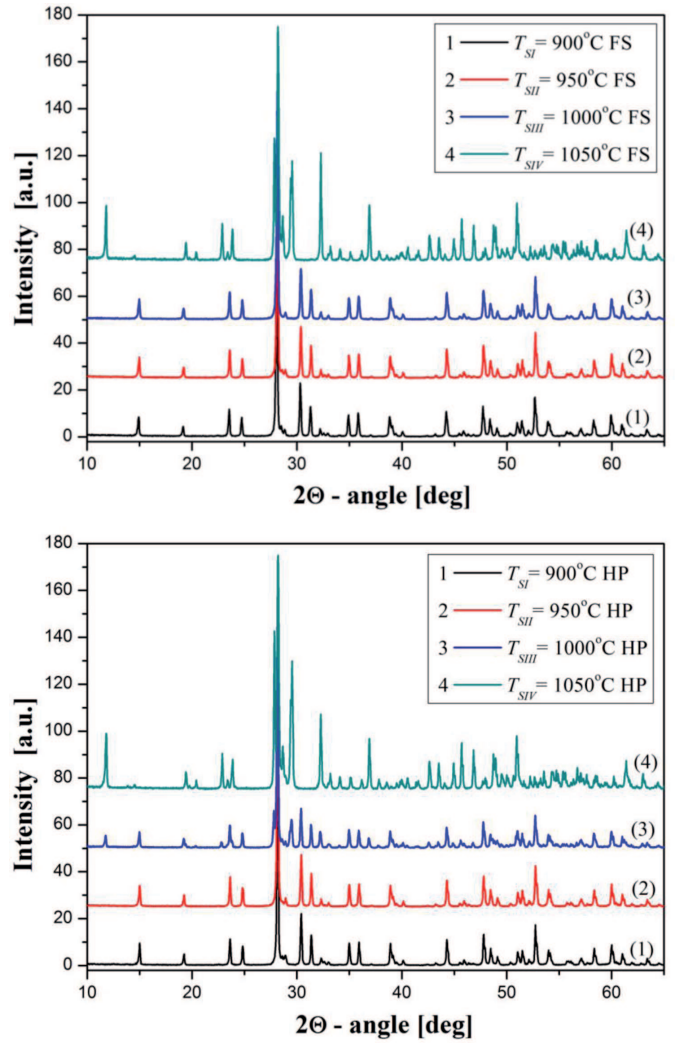 180
160
140
120
100
80
60
40
20
0
Intensity [a.u.]
1 T_SI= 900°C FS
2 T_SII= 950°C FS
3 T_SIII= 1000°C FS
4 T_SIV= 1050°C FS
(4)
(3)
(2)
(1)
10 20 30 40 50 60
2Θ - angle [deg]
180
160
140
120
100
80
60
40
20
0
Intensity [a.u.]
1 T_SI= 900°C HP
2 T_SII= 950°C HP
3 T_SIII= 1000°C HP
4 T_SIV= 1050°C HP
(4)
(3)
(2)
(1)
10 20 30 40 50 60
2Θ - angle [deg]